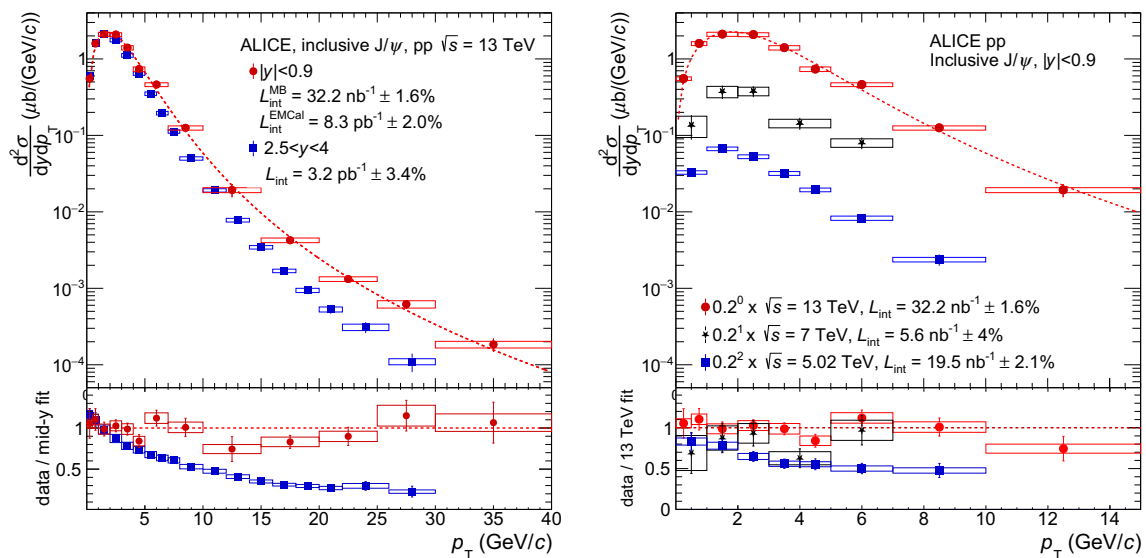 ALICE, inclusive J/ψ, pp √s = 13 TeV
|y|<0.9
L_int^MB = 32.2 nb⁻¹ ± 1.6%
L_int^EMCal = 8.3 pb⁻¹ ± 2.0%
2.5<y<4
L_int = 3.2 pb⁻¹ ± 3.4%
d²σ/dydp_T (μb/(GeV/c))
1
10⁻¹
10⁻²
10⁻³
10⁻⁴
data / mid-y fit
1
0.5
5 10 15 20 25 30 35 40
p_T (GeV/c)
ALICE pp
Inclusive J/ψ, |y|<0.9
d²σ/dydp_T (μb/(GeV/c))
1
10⁻¹
10⁻²
10⁻³
10⁻⁴
0.2⁰ x √s = 13 TeV, L_int = 32.2 nb⁻¹ ± 1.6%
0.2¹ x √s = 7 TeV, L_int = 5.6 nb⁻¹ ± 4%
0.2² x √s = 5.02 TeV, L_int = 19.5 nb⁻¹ ± 2.1%
data / 13 TeV fit
1
0.5
0
2 4 6 8 10 12 14
p_T (GeV/c)